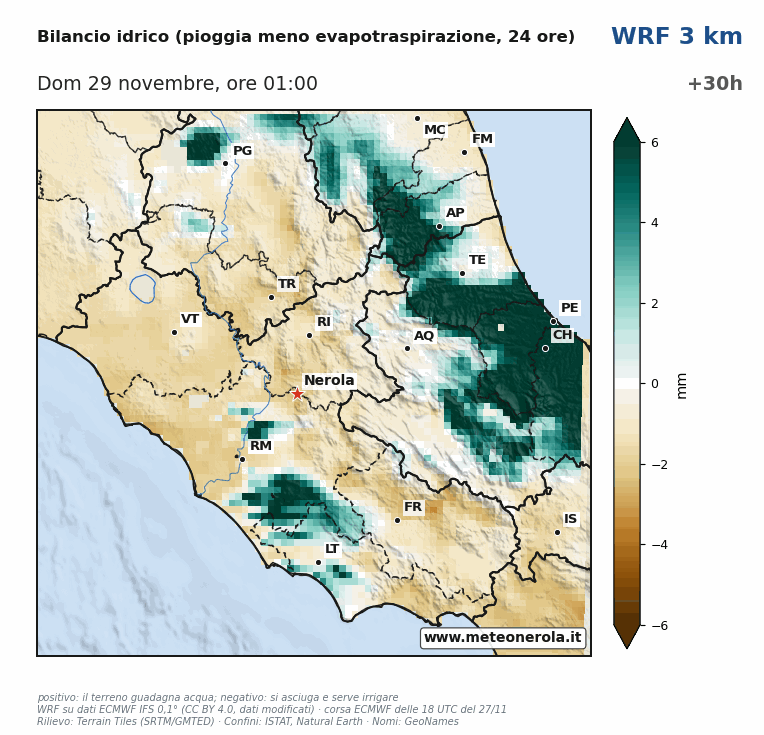 Bilancio idrico (pioggia meno evapotraspirazione, 24 ore)
WRF 3 km
Dom 29 novembre, ore 01:00
+30h
MC
FM
PG
AP
TE
TR
PE
VT
RI
AQ
CH
Nerola
RM
FR
IS
LT
www.meteonerola.it
6
4
2
0
−2
−4
−6
mm
positivo: il terreno guadagna acqua; negativo: si asciuga e serve irrigare
WRF su dati ECMWF IFS 0,1° (CC BY 4.0, dati modificati) · corsa ECMWF delle 18 UTC del 27/11
Rilievo: Terrain Tiles (SRTM/GMTED) · Confini: ISTAT, Natural Earth · Nomi: GeoNames